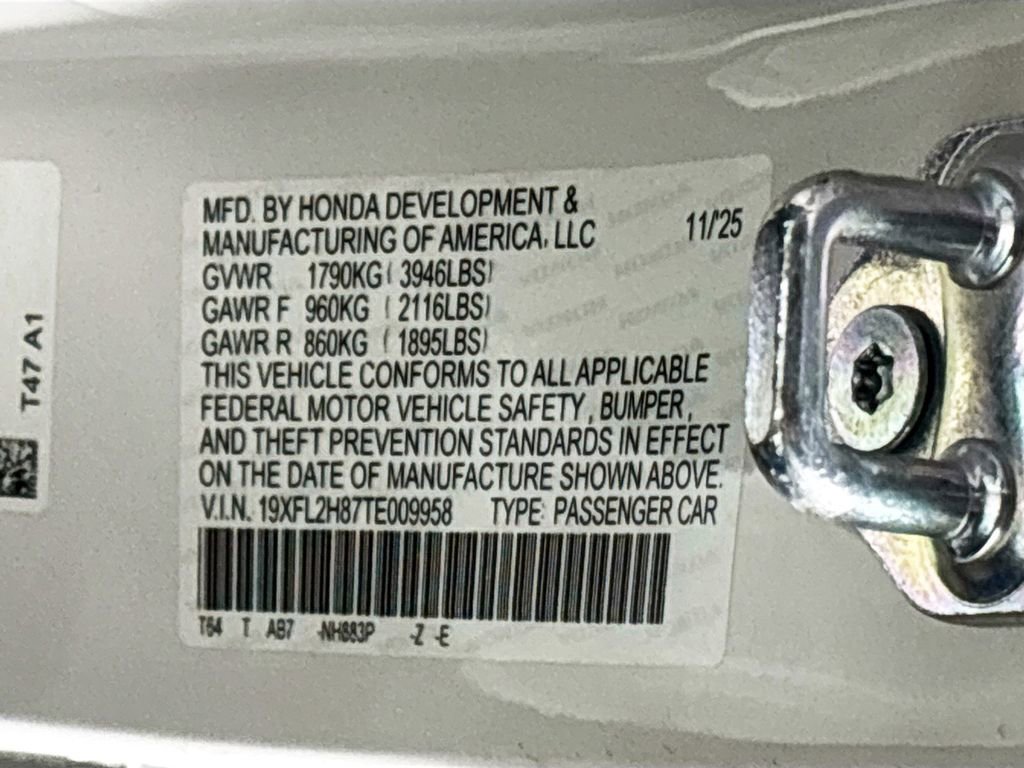 MFD. BY HONDA DEVELOPMENT &
MANUFACTURING OF AMERICA, LLC 11/'25
GVWR 1790KG ( 3946LBS)
GAWR F 960KG ( 2116LBS)
GAWR R 860KG ( 1895LBS)
THIS VEHICLE CONFORMS TO ALL APPLICABLE
FEDERAL MOTOR VEHICLE SAFETY, BUMPER,
AND THEFT PREVENTION STANDARDS IN EFFECT
ON THE DATE OF MANUFACTURE SHOWN ABOVE.
V.I.N. 19XFL2H87TE009958 TYPE: PASSENGER CAR
T64 T AB7 -NH883P -Z -E
T47 A1